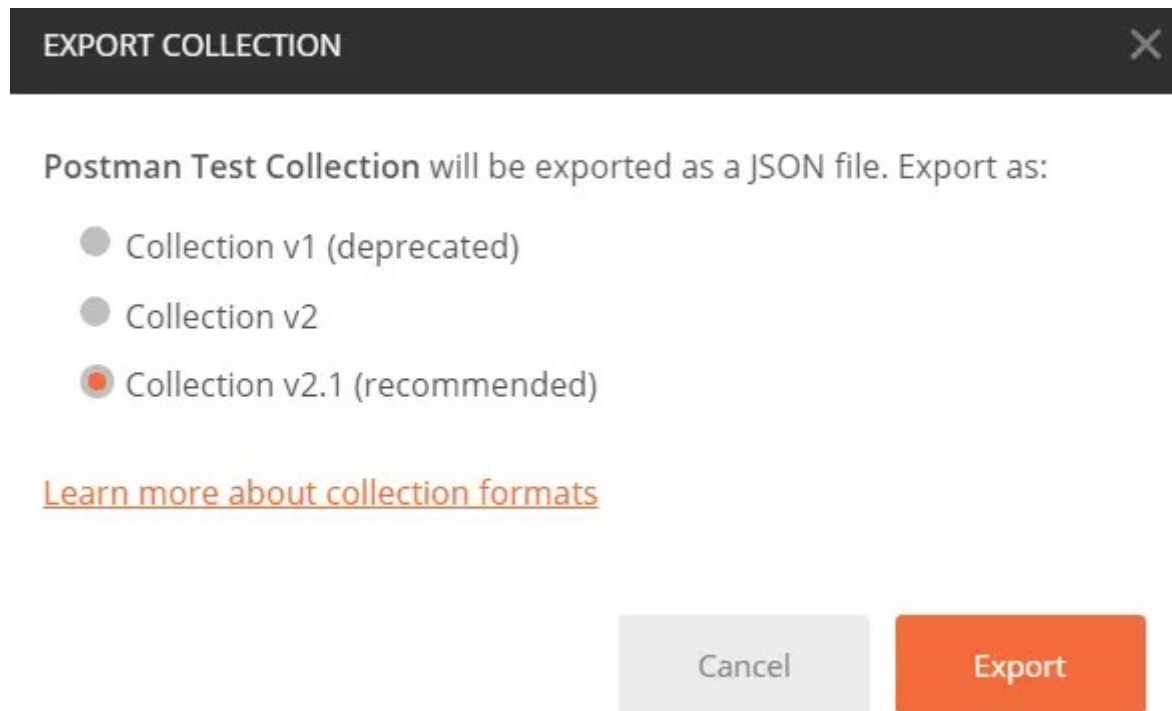 EXPORT COLLECTION
Postman Test Collection will be exported as a JSON file. Export as:
Collection v1 (deprecated)
Collection v2
Collection v2.1 (recommended)
Learn more about collection formats
Cancel Export